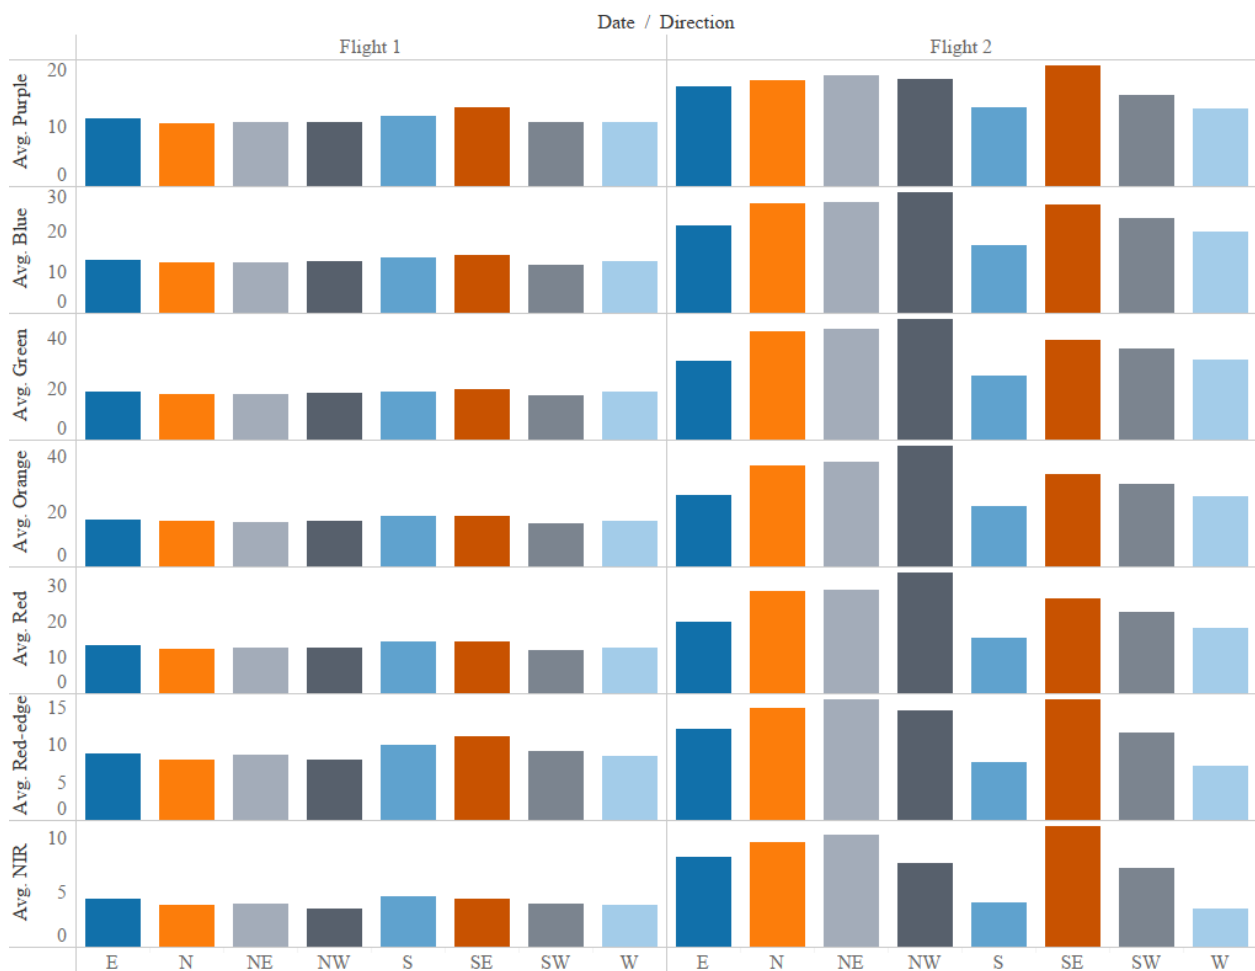 Date / Direction
Flight 1 Flight 2
Avg. Purple
20
10
0
Avg. Blue
30
20
10
0
Avg. Green
40
20
0
Avg. Orange
40
20
0
Avg. Red
30
20
10
0
Avg. Red-edge
15
10
5
0
Avg. NIR
10
5
0
E N NE NW S SE SW W E N NE NW S SE SW W